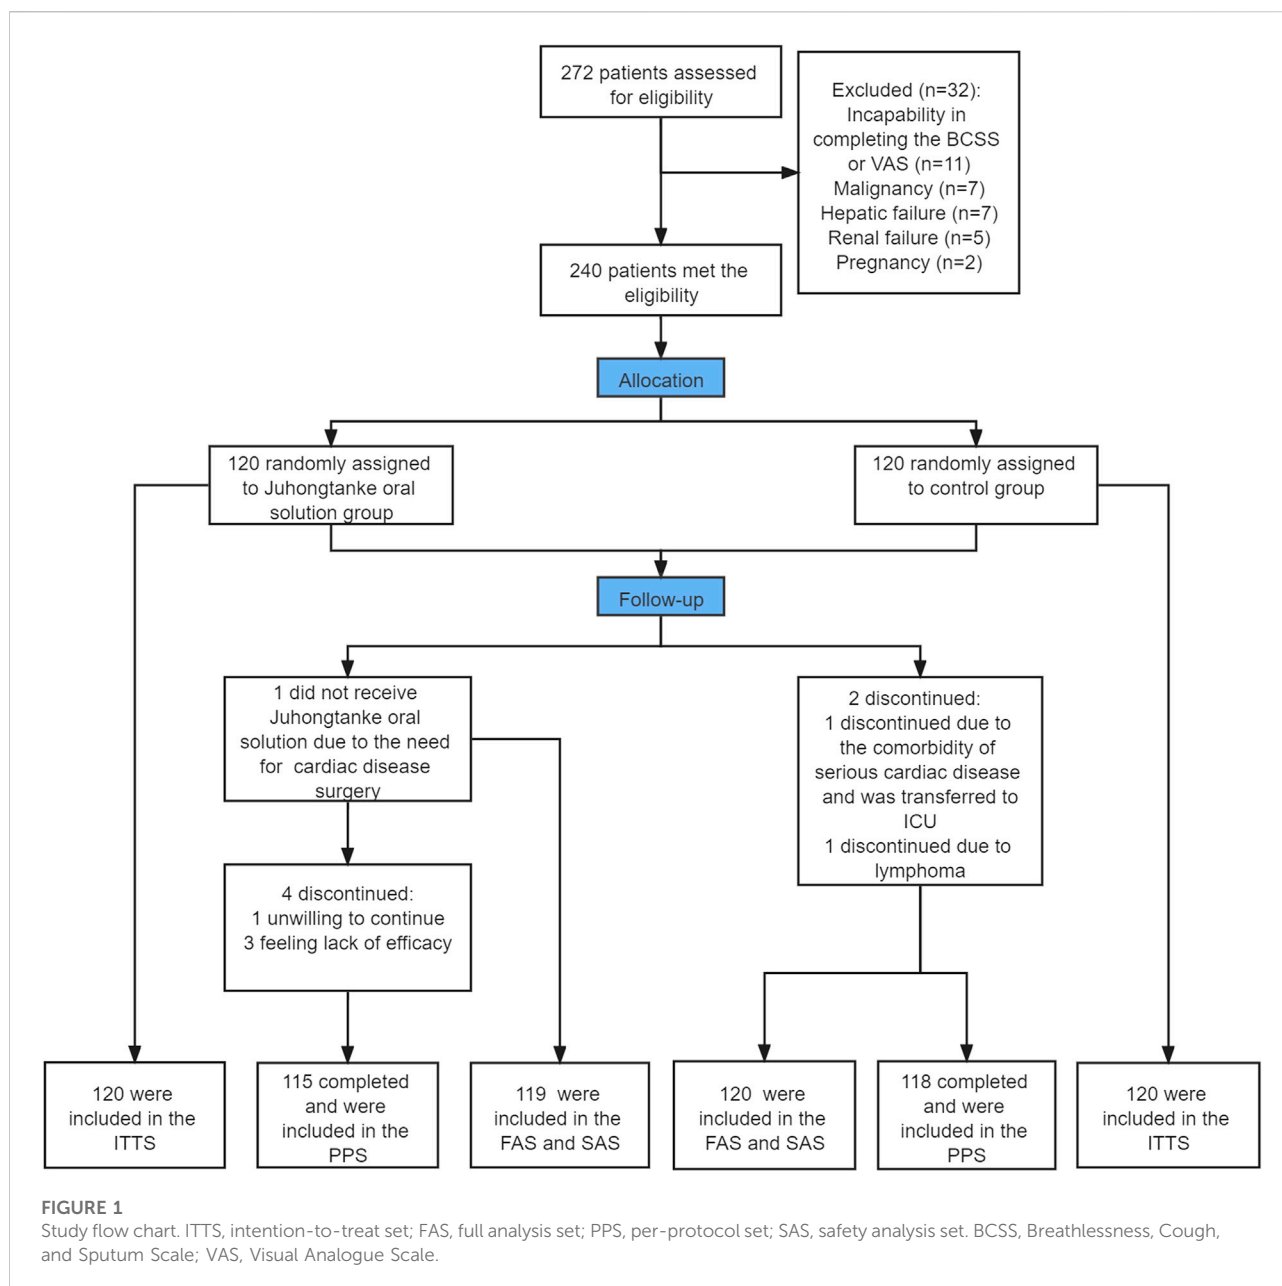 272 patients assessed
for eligibility
Excluded (n=32):
Incapability in
completing the BCSS
or VAS (n=11)
Malignancy (n=7)
Hepatic failure (n=7)
Renal failure (n=5)
Pregnancy (n=2)
240 patients met the
eligibility
Allocation
120 randomly assigned
to Juhongtanke oral
solution group
120 randomly assigned
to control group
Follow-up
1 did not receive
Juhongtanke oral
solution due to the need
for cardiac disease
surgery
2 discontinued:
1 discontinued due to
the comorbidity of
serious cardiac disease
and was transferred to
ICU
1 discontinued due to
lymphoma
4 discontinued:
1 unwilling to continue
3 feeling lack of efficacy
120 were
included in the
ITTS
115 completed
and were
included in the
PPS
119 were
included in the
FAS and SAS
120 were
included in the
FAS and SAS
118 completed
and were
included in the
PPS
120 were
included in the
ITTS
FIGURE 1
Study flow chart. ITTS, intention-to-treat set; FAS, full analysis set; PPS, per-protocol set; SAS, safety analysis set. BCSS, Breathlessness, Cough,
and Sputum Scale; VAS, Visual Analogue Scale.